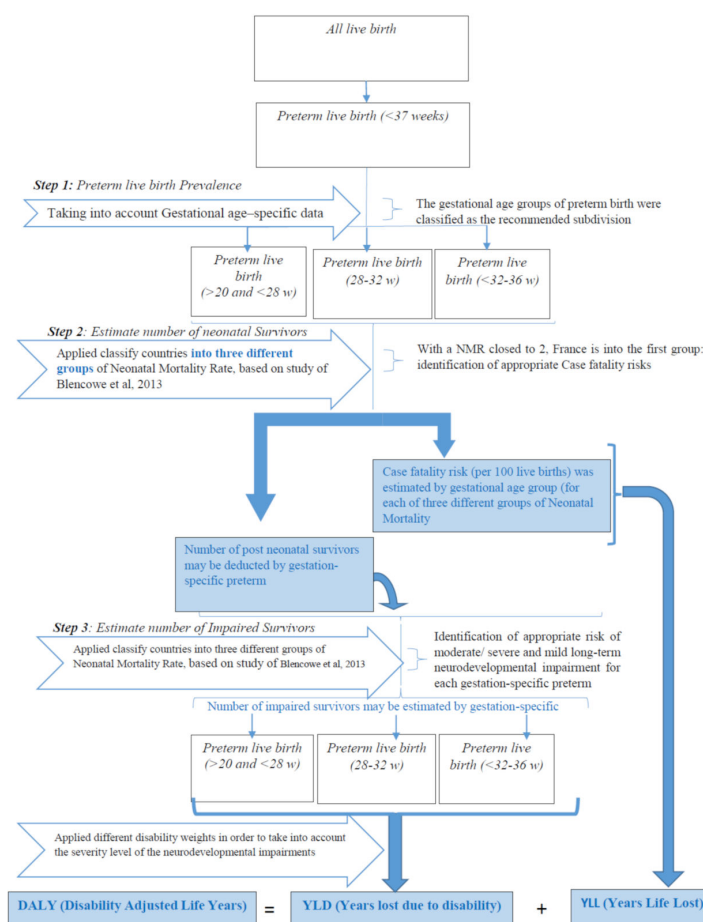 All live birth
Preterm live birth (<37 weeks)
Step 1: Preterm live birth Prevalence
Taking into account Gestational age–specific data
The gestational age groups of preterm birth were
classified as the recommended subdivision
Preterm live
birth
(>20 and <28 w)
Preterm live birth
(28-32 w)
Preterm live
birth (<32-36 w)
Step 2: Estimate number of neonatal Survivors
Applied classify countries into three different
groups of Neonatal Mortality Rate, based on study of
Blencowe et al, 2013
With a NMR closed to 2, France is into the first group:
identification of appropriate Case fatality risks
Case fatality risk (per 100 live births) was
estimated by gestational age group (for
each of three different groups of Neonatal
Mortality
Number of post neonatal survivors
may be deducted by gestation-
specific preterm
Step 3: Estimate number of Impaired Survivors
Applied classify countries into three different groups of
Neonatal Mortality Rate, based on study of Blencowe et al, 2013
Identification of appropriate risk of
moderate/ severe and mild long-term
neurodevelopmental impairment for
each gestation-specific preterm
Number of impaired survivors may be estimated by gestation-specific
Preterm live birth
(>20 and <28 w)
Preterm live birth
(28-32 w)
Preterm live
birth (<32-36 w)
Applied different disability weights in order to take into account
the severity level of the neurodevelopmental impairments
DALY (Disability Adjusted Life Years) = YLD (Years lost due to disability) + YLL (Years Life Lost)